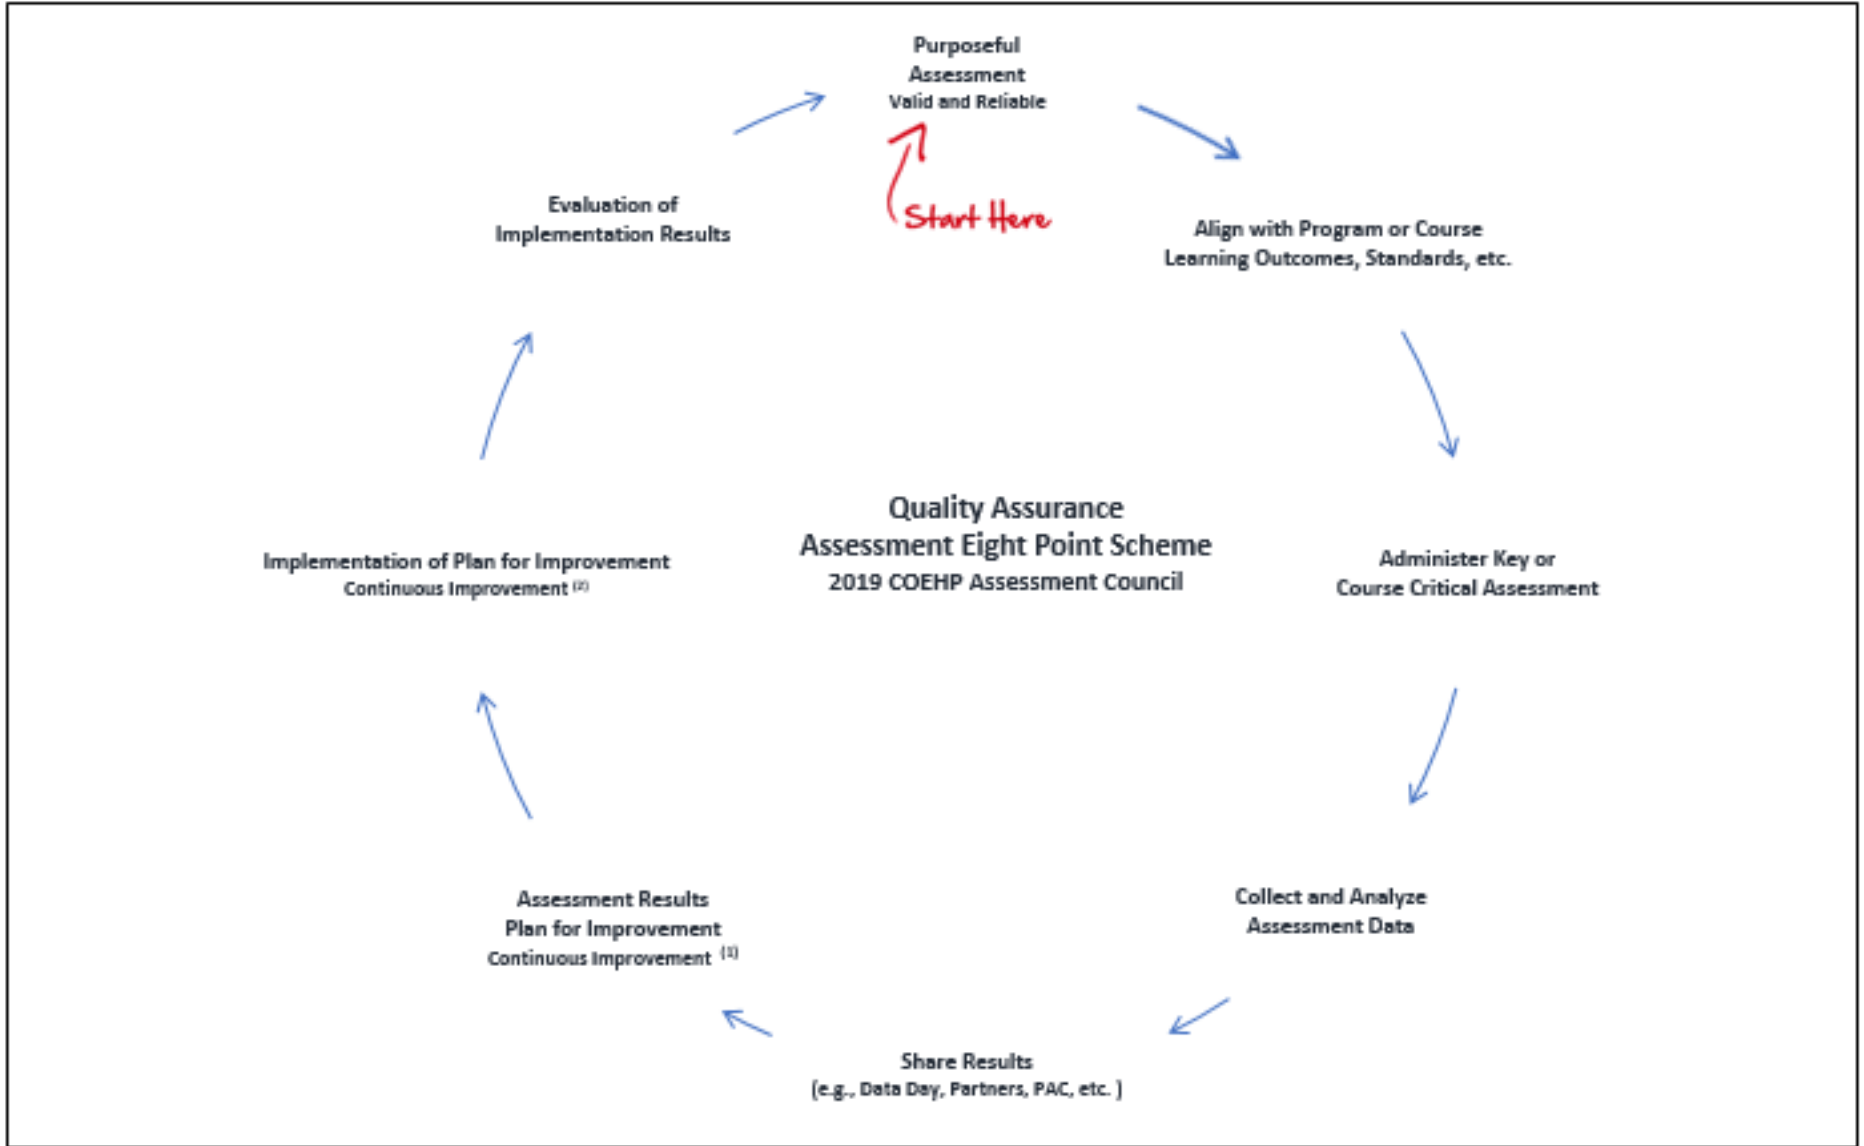 Purposeful
Assessment
Valid and Reliable
Start Here
Align with Program or Course
Learning Outcomes, Standards, etc.
Administer Key or
Course Critical Assessment
Collect and Analyze
Assessment Data
Share Results
(e.g., Data Day, Partners, PAC, etc. )
Assessment Results
Plan for Improvement
Continuous Improvement (1)
Implementation of Plan for Improvement
Continuous Improvement (2)
Evaluation of
Implementation Results
Quality Assurance
Assessment Eight Point Scheme
2019 COEHP Assessment Council